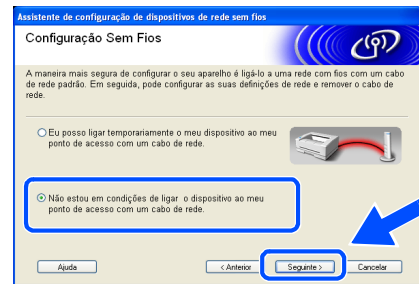 Assistente de configuração de dispositivos de rede sem fios
Configuração Sem Fios
A maneira mais segura de configurar o seu aparelho é ligá-lo a uma rede com fios com um cabo
de rede padrão. Em seguida, pode configurar as suas definições de rede e remover o cabo de
rede.
Eu posso ligar temporariamente o meu dispositivo ao meu
ponto de acesso com um cabo de rede.
Não estou em condições de ligar o dispositivo ao meu
ponto de acesso com um cabo de rede.
Ajuda
< Anterior
Seguinte >
Cancelar